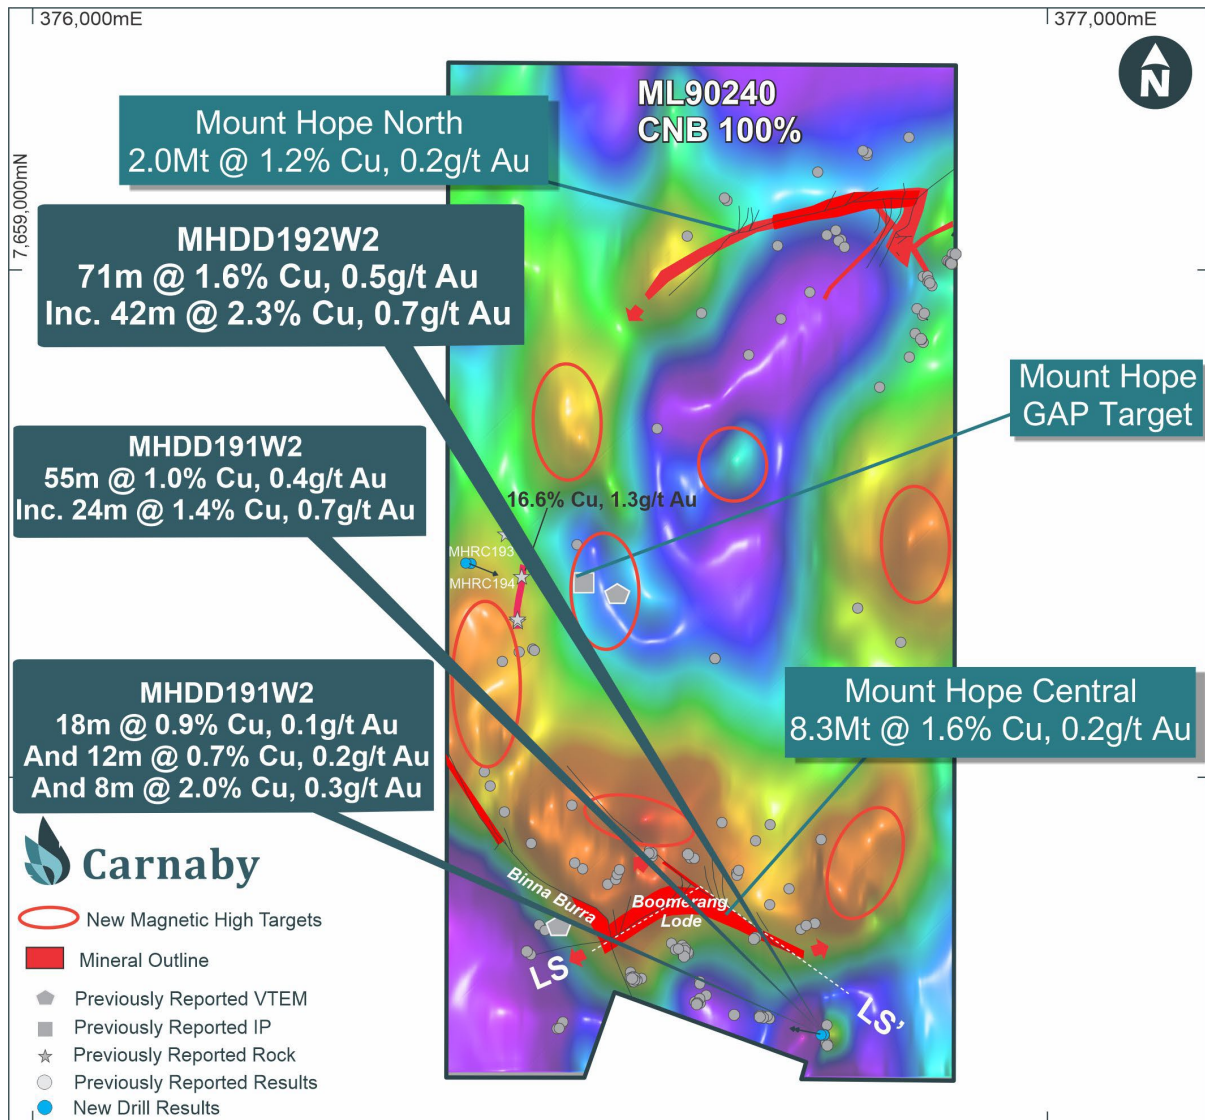 376,000mE
377,000mE
7,659,000mN
N
ML90240
CNB 100%
Mount Hope North
2.0Mt @ 1.2% Cu, 0.2g/t Au
MHDD192W2
71m @ 1.6% Cu, 0.5g/t Au
Inc. 42m @ 2.3% Cu, 0.7g/t Au
Mount Hope
GAP Target
MHDD191W2
55m @ 1.0% Cu, 0.4g/t Au
Inc. 24m @ 1.4% Cu, 0.7g/t Au
16.6% Cu, 1.3g/t Au
MHRC193
MHRC194
MHDD191W2
18m @ 0.9% Cu, 0.1g/t Au
And 12m @ 0.7% Cu, 0.2g/t Au
And 8m @ 2.0% Cu, 0.3g/t Au
Mount Hope Central
8.3Mt @ 1.6% Cu, 0.2g/t Au
Binna Burra
Boomerang
Lode
LS
LS'
Carnaby
New Magnetic High Targets
Mineral Outline
Previously Reported VTEM
Previously Reported IP
Previously Reported Rock
Previously Reported Results
New Drill Results